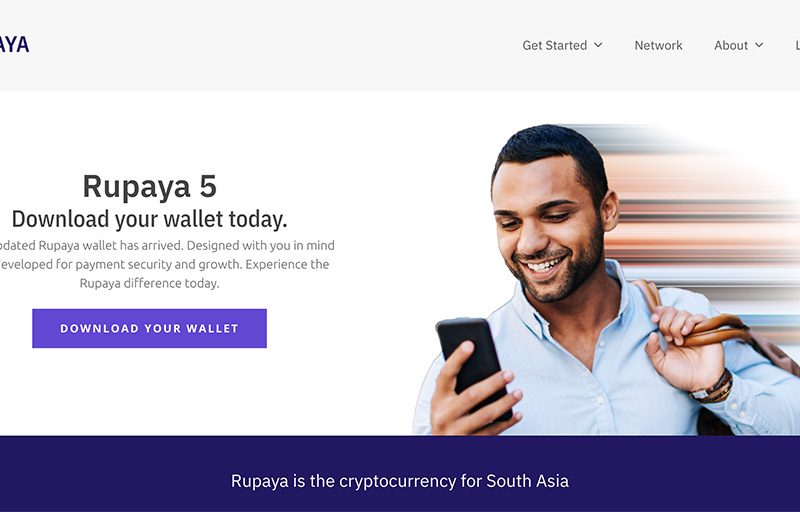 AYA
Get Started
Network
About
Rupaya 5
Download your wallet today.
Rupaya wallet has arrived. Designed with you in mind
for payment security and growth. Experience the
Rupaya difference today.
DOWNLOAD YOUR WALLET
Rupaya is the cryptocurrency for South Asia